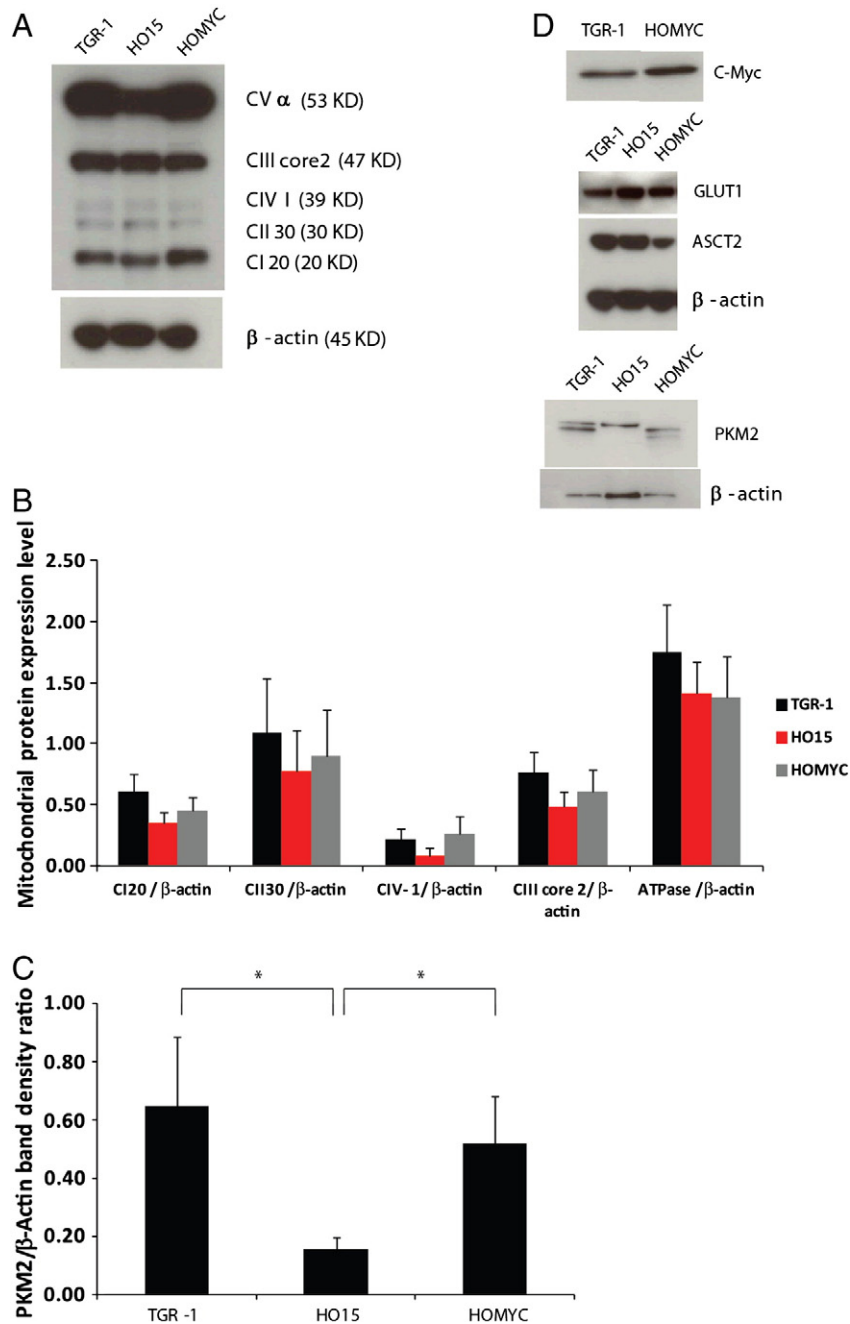 A
TGR-1 HO15 HOMYC
CV α (53 KD)
CIII core2 (47 KD)
CIV I (39 KD)
CII 30 (30 KD)
CI 20 (20 KD)
β -actin (45 KD)
D
TGR-1 HOMYC
C-Myc
TGR-1 HO15 HOMYC
GLUT1
ASCT2
β -actin
TGR-1 HO15 HOMYC
PKM2
β -actin
B
Mitochondrial protein expression level
2.50
2.00
1.50
1.00
0.50
0.00
CI20 / β-actin CII30 /β-actin CIV- 1/ β-actin CIII core 2/ β-
actin ATPase /β-actin
TGR-1
HO15
HOMYC
C
PKM2/β-Actin band density ratio
* *
1.00
0.80
0.60
0.40
0.20
0.00
TGR -1 HO15 HOMYC